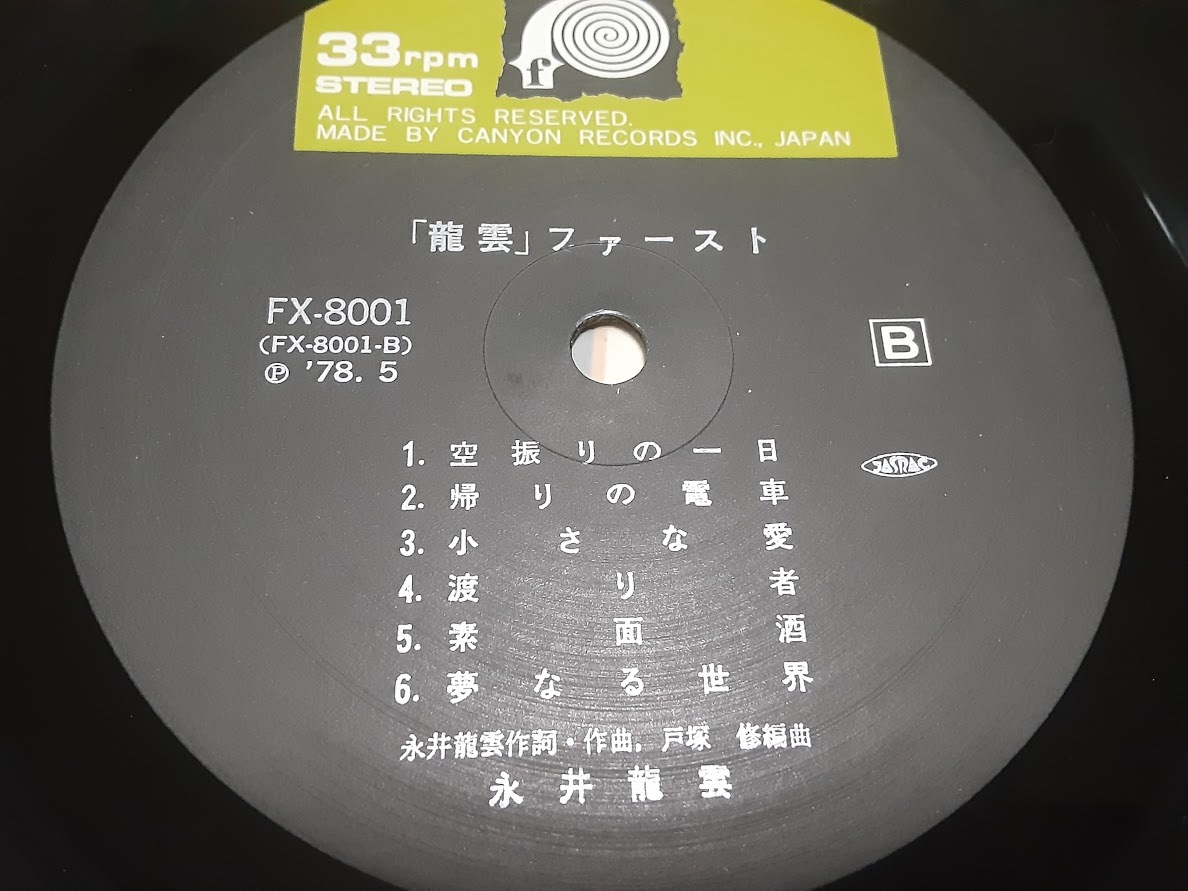 33rpm
STEREO
f
ALL RIGHTS RESERVED.
MADE BY CANYON RECORDS INC., JAPAN
「龍雲」ファースト
FX-8001
(FX-8001-B)
Ⓟ '78. 5
B
JASRAC
1. 空振りの一日
2. 帰りの電車
3. 小さな愛
4. 渡り者
5. 素面酒
6. 夢なる世界
永井龍雲作詞・作曲, 戸塚 修編曲
永井龍雲